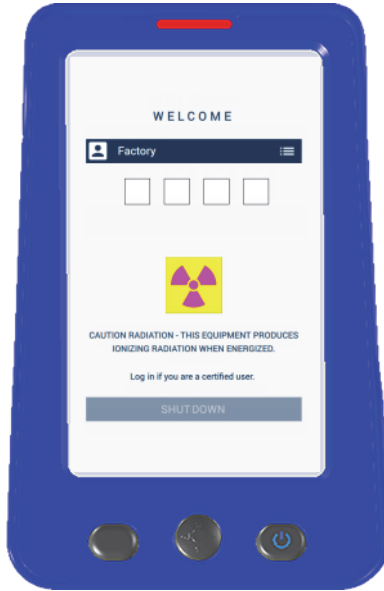 WELCOME
Factory
CAUTION RADIATION - THIS EQUIPMENT PRODUCES
IONIZING RADIATION WHEN ENERGIZED.
Log in if you are a certified user.
SHUTDOWN